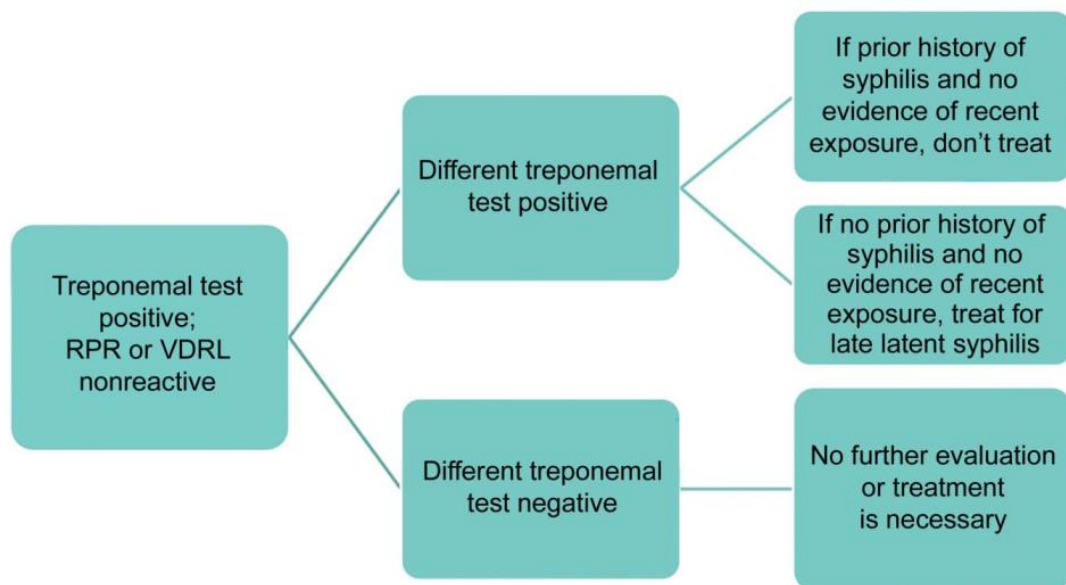 Treponemal test
positive;
RPR or VDRL
nonreactive
Different treponemal
test positive
If prior history of
syphilis and no
evidence of recent
exposure, don’t treat
If no prior history of
syphilis and no
evidence of recent
exposure, treat for
late latent syphilis
Different treponemal
test negative
No further evaluation
or treatment
is necessary